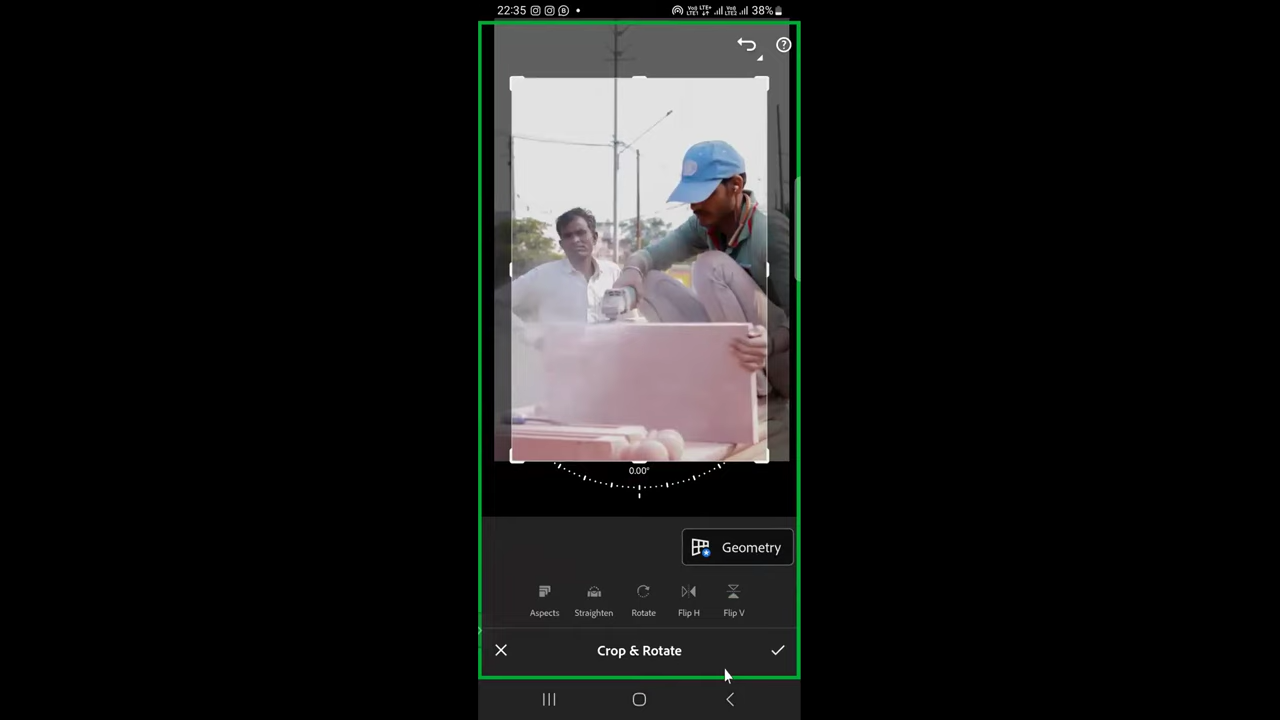 22:35 38%
0.00°
Geometry
Aspects Straighten Rotate Flip H Flip V
Crop & Rotate